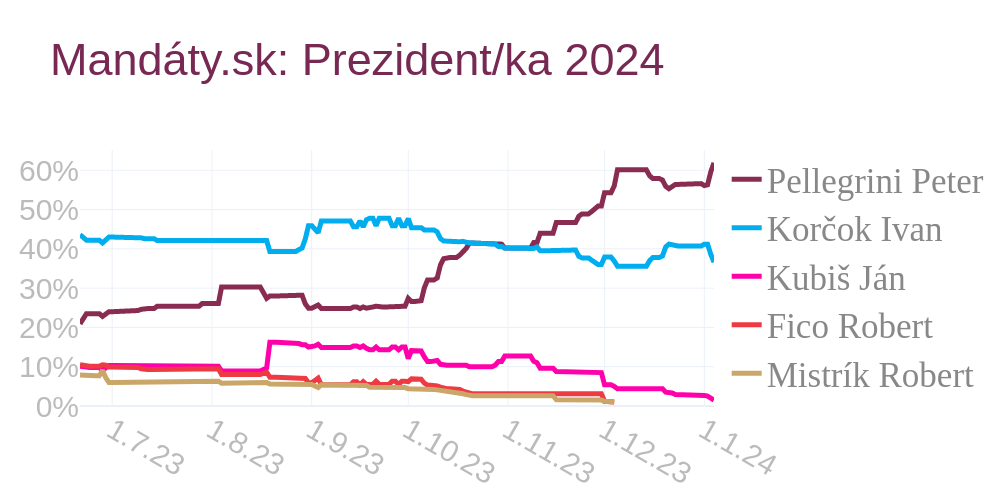 Mandáty.sk: Prezident/ka 2024
60%
50%
40%
30%
20%
10%
0%
1.7.23
1.8.23
1.9.23
1.10.23
1.11.23
1.12.23
1.1.24
Pellegrini Peter
Korčok Ivan
Kubiš Ján
Fico Robert
Mistrík Robert